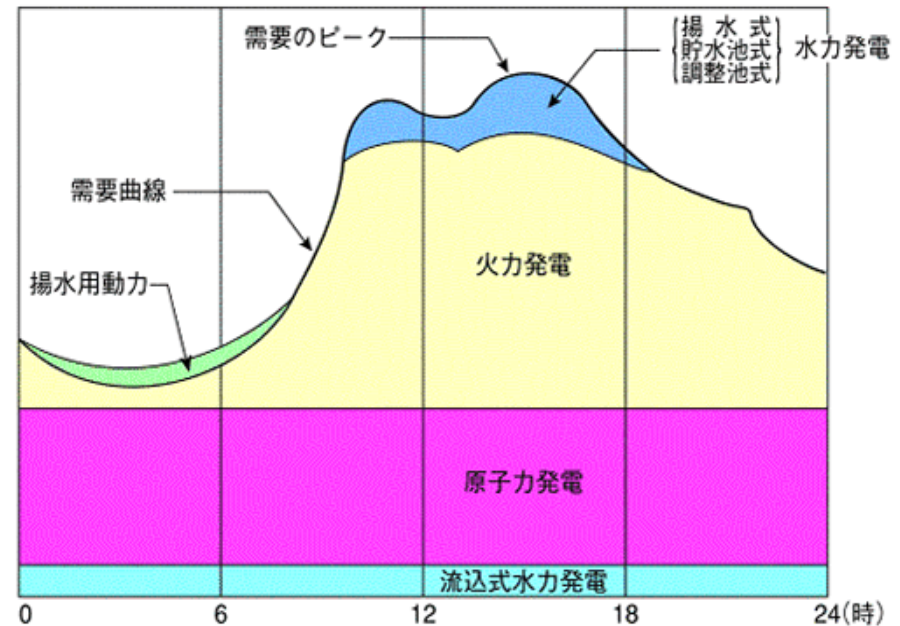 需要のピーク
揚水式
貯水池式 水力発電
調整池式
需要曲線
火力発電
揚水用動力
原子力発電
流込式水力発電
0 6 12 18 24(時)